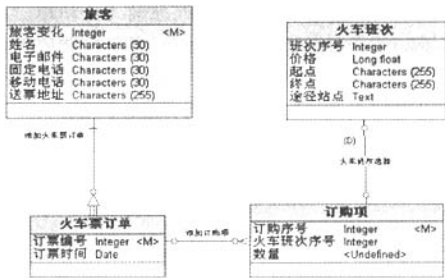 旅客
旅客变化 Integer <M>
姓名 Characters (30)
电子邮件 Characters (30)
固定电话 Characters (30)
移动电话 Characters (30)
送票地址 Characters (255)
火车班次
班次序号 Integer
价格 Long float
起点 Characters (255)
终点 Characters (255)
途径站点 Text
添加火车票订单
(D)
火车票订单
订票编号 Integer <M>
订票时间 Date
添加订购项
订购项
订购序号 Integer <M>
火车班次序号 Integer
数量 <Undefined>